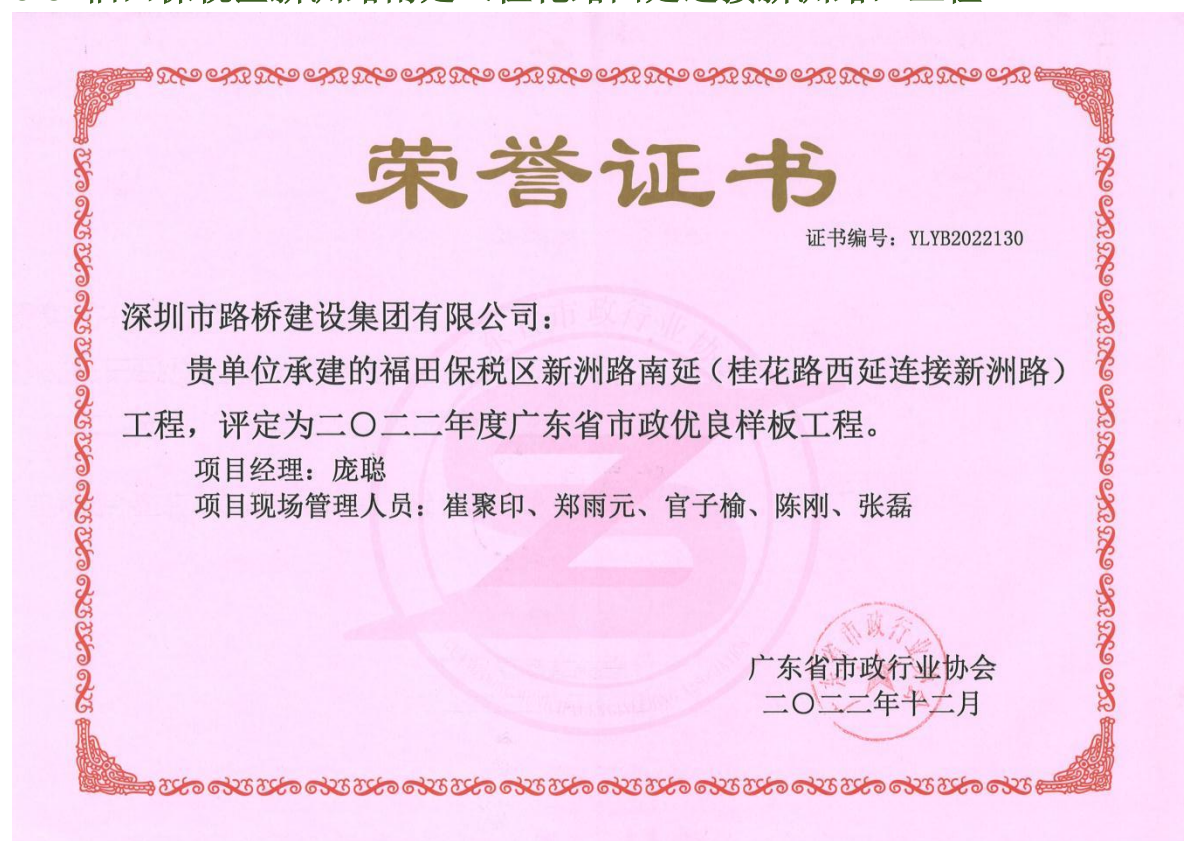 荣誉证书
证书编号：YLYB2022130
深圳市路桥建设集团有限公司：
贵单位承建的福田保税区新洲路南延（桂花路西延连接新洲路）
工程，评定为二〇二二年度广东省市政优良样板工程。
项目经理：庞聪
项目现场管理人员：崔聚印、郑雨元、官子榆、陈刚、张磊
广东省市政行业协会
二〇二二年十二月